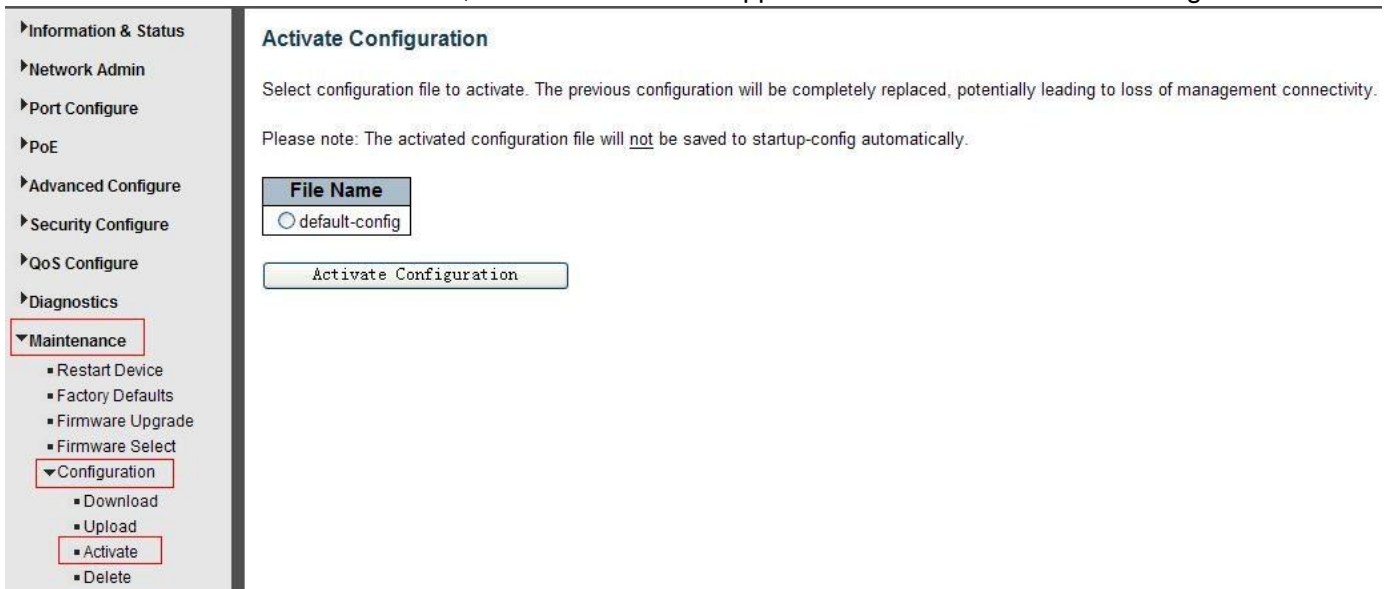 Information & Status
Network Admin
Port Configure
PoE
Advanced Configure
Security Configure
QoS Configure
Diagnostics
Maintenance
Restart Device
Factory Defaults
Firmware Upgrade
Firmware Select
Configuration
Download
Upload
Activate
Delete
Activate Configuration
Select configuration file to activate. The previous configuration will be completely replaced, potentially leading to loss of management connectivity.
Please note: The activated configuration file will not be saved to startup-config automatically.
File Name
default-config
Activate Configuration